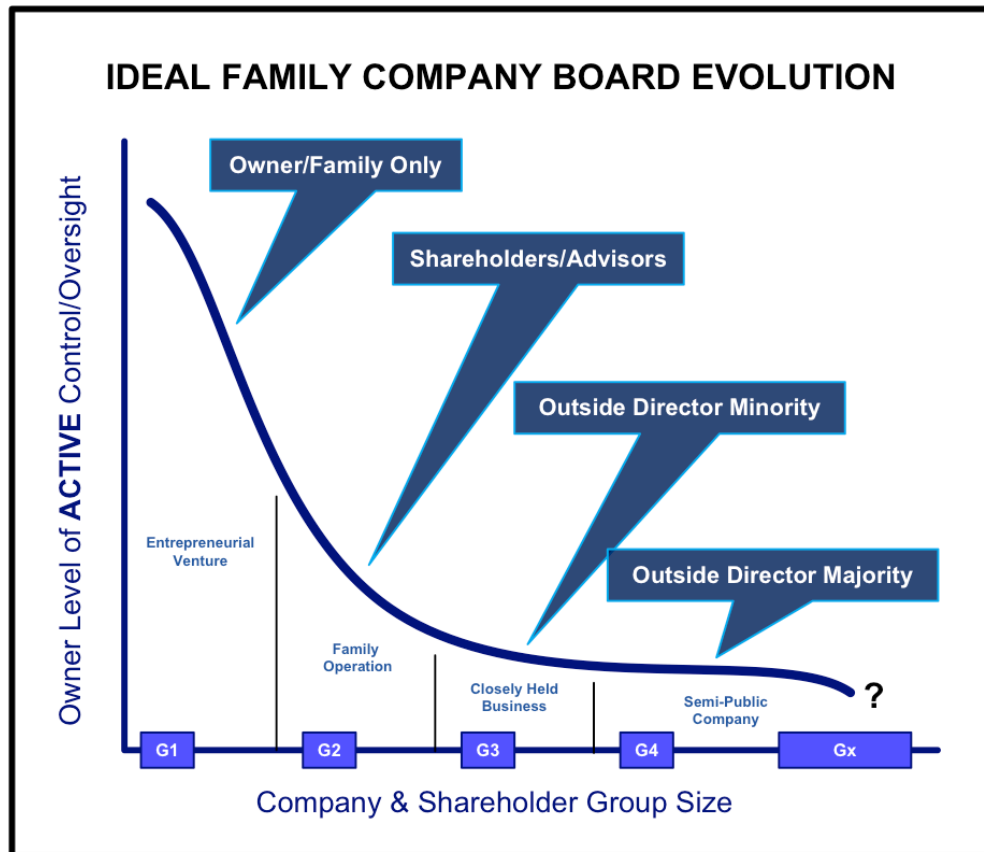 IDEAL FAMILY COMPANY BOARD EVOLUTION
Owner/Family Only
Shareholders/Advisors
Outside Director Minority
Outside Director Majority
Owner Level of ACTIVE Control/Oversight
Entrepreneurial
Venture
Family
Operation
Closely Held
Business
Semi-Public
Company
?
G1
G2
G3
G4
Gx
Company & Shareholder Group Size